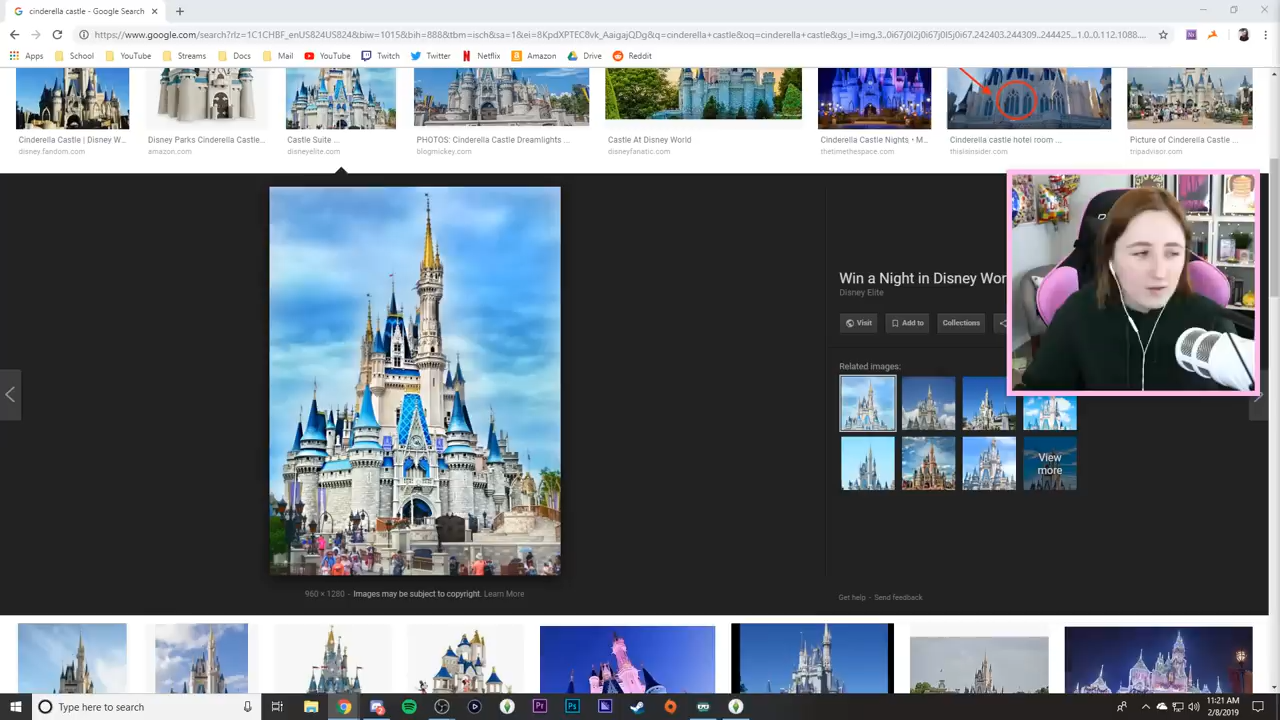 cinderella castle - Google Search
https://www.google.com/search?rlz=1C1CHBF_enUS824US824&biw=1015&bih=888&tbm=isch&sa=1&ei=8KpdXPTEC8vk_AaigajQDg&q=cinderella+castle&oq=cinderella+castle&gs_l=img.3..0i67j0l2j0i67j0l5j0i67.242403.244309..244425...1.0..0.112.1088....
Apps School YouTube Streams Docs Mail YouTube Twitch Twitter Netflix Amazon Drive Reddit
Cinderella Castle | Disney W... Disney Parks Cinderella Castle... Castle Suite ... PHOTOS: Cinderella Castle Dreamlights ... Castle At Disney World Cinderella Castle Nights • M... Cinderella castle hotel room ... Picture of Cinderella Castle ...
disney.fandom.com amazon.com disneyelite.com blogmickey.com disneyfanatic.com thetimethespace.com thisisinsider.com tripadvisor.com
Win a Night in Disney Wor
Disney Elite
Visit Add to Collections
Related images:
View
more
960 × 1280 - Images may be subject to copyright. Learn More
Get help - Send feedback
Type here to search
11:21 AM
2/8/2019